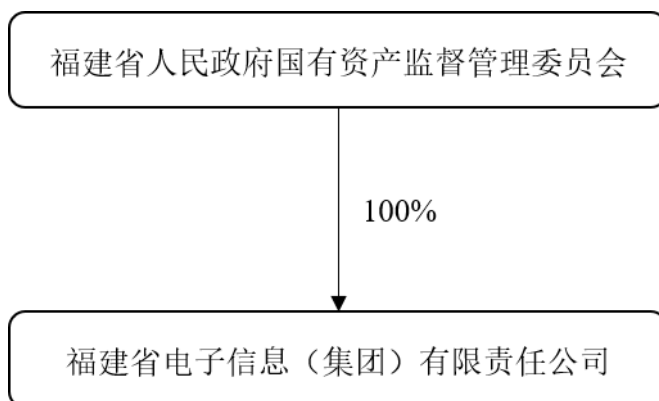 福建省人民政府国有资产监督管理委员会
100%
福建省电子信息（集团）有限责任公司